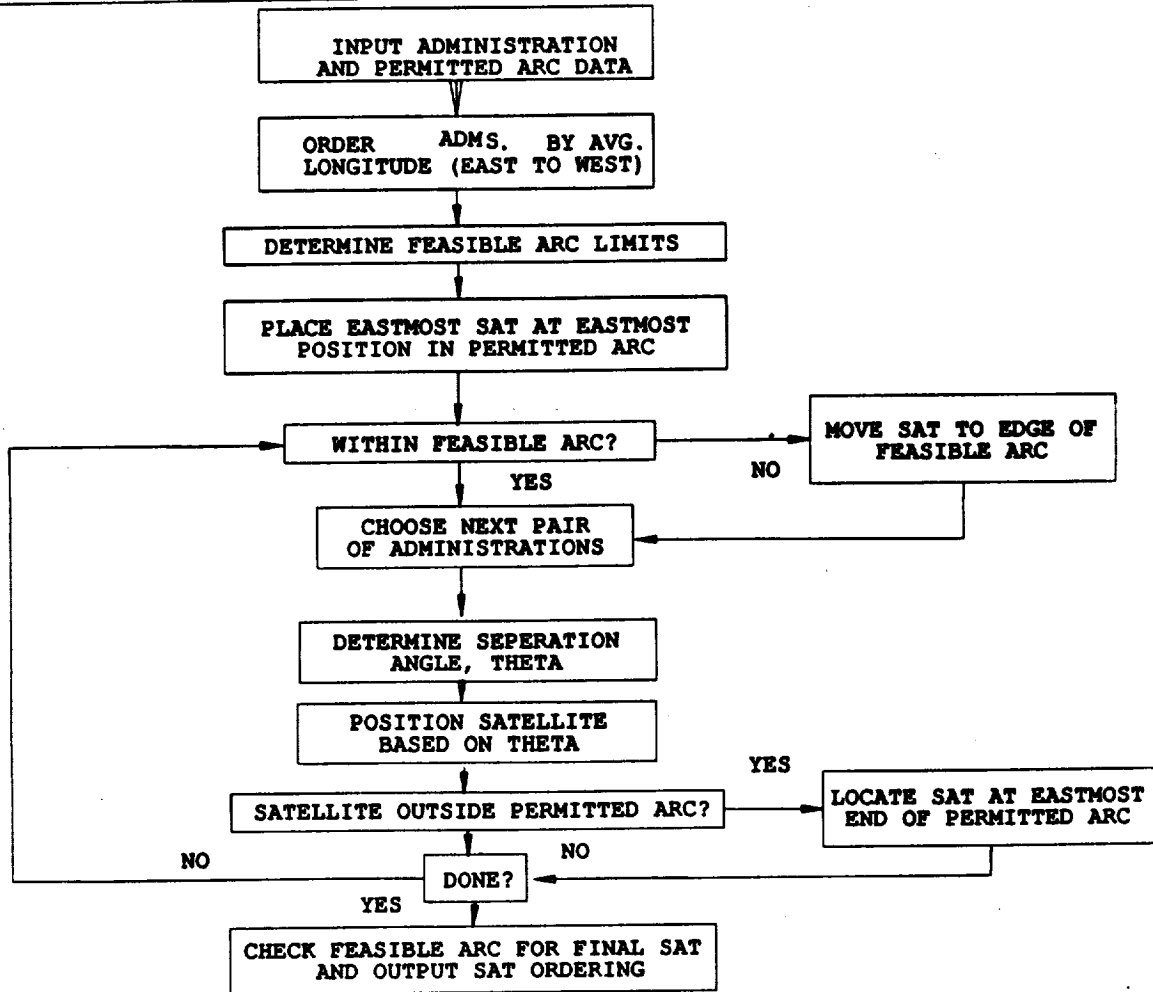 INPUT ADMINISTRATION
AND PERMITTED ARC DATA
ORDER ADMS. BY AVG.
LONGITUDE (EAST TO WEST)
DETERMINE FEASIBLE ARC LIMITS
PLACE EASTMOST SAT AT EASTMOST
POSITION IN PERMITTED ARC
WITHIN FEASIBLE ARC?
NO
MOVE SAT TO EDGE OF
FEASIBLE ARC
YES
CHOOSE NEXT PAIR
OF ADMINISTRATIONS
DETERMINE SEPERATION
ANGLE, THETA
POSITION SATELLITE
BASED ON THETA
SATELLITE OUTSIDE PERMITTED ARC?
YES
LOCATE SAT AT EASTMOST
END OF PERMITTED ARC
NO
DONE?
NO
YES
CHECK FEASIBLE ARC FOR FINAL SAT
AND OUTPUT SAT ORDERING